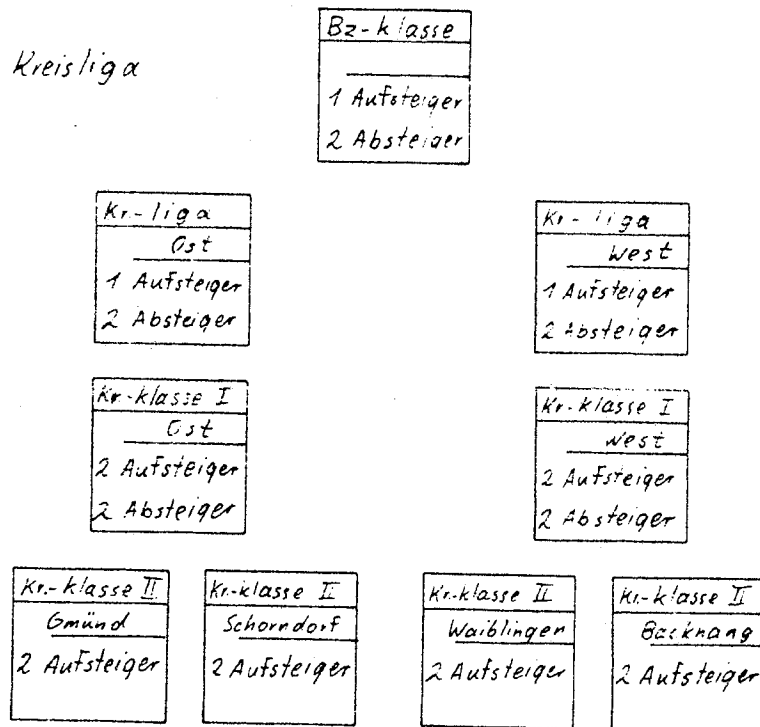 Bz-klasse
Kreisliga
1 Aufsteiger
2 Absteiger
Kr.-liga
Ost
1 Aufsteiger
2 Absteiger
Kr-liga
West
1 Aufsteiger
2 Absteiger
Kr.-klasse I
Ost
2 Aufsteiger
2 Absteiger
Kr.-klasse I
West
2 Aufsteiger
2 Absteiger
Kr.-klasse II
Gmünd
2 Aufsteiger
Kr.-klasse II
Schorndorf
2 Aufsteiger
Kr.-klasse II
Waiblingen
2 Aufsteiger
Kr.-klasse II
Backnang
2 Aufsteiger